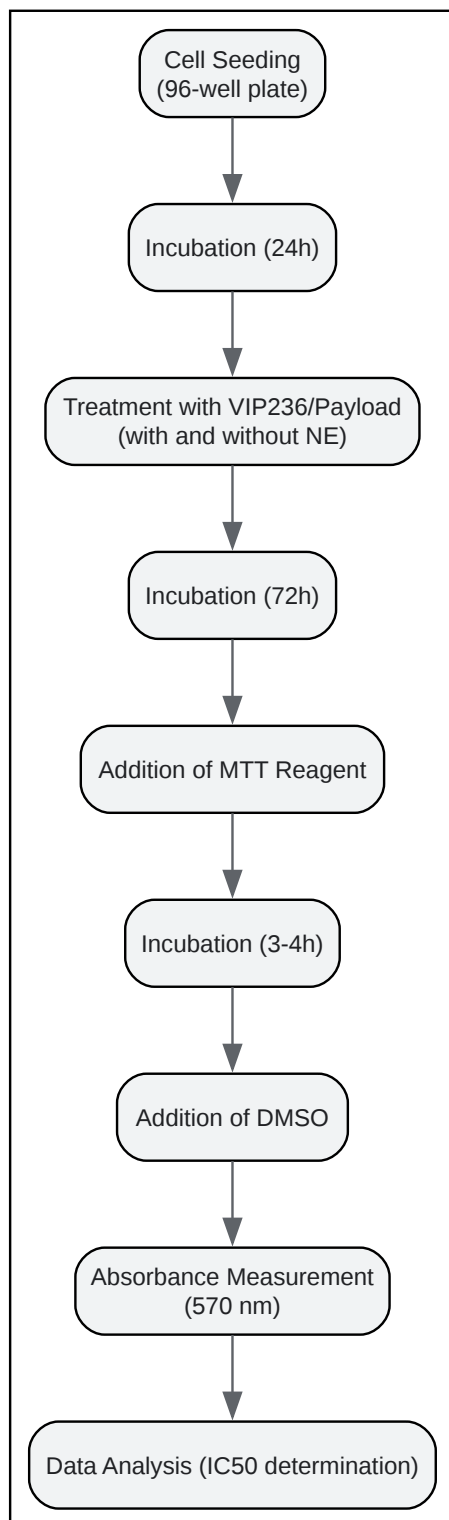 Cell Seeding
(96-well plate)
Incubation (24h)
Treatment with VIP236/Payload
(with and without NE)
Incubation (72h)
Addition of MTT Reagent
Incubation (3-4h)
Addition of DMSO
Absorbance Measurement
(570 nm)
Data Analysis (IC50 determination)